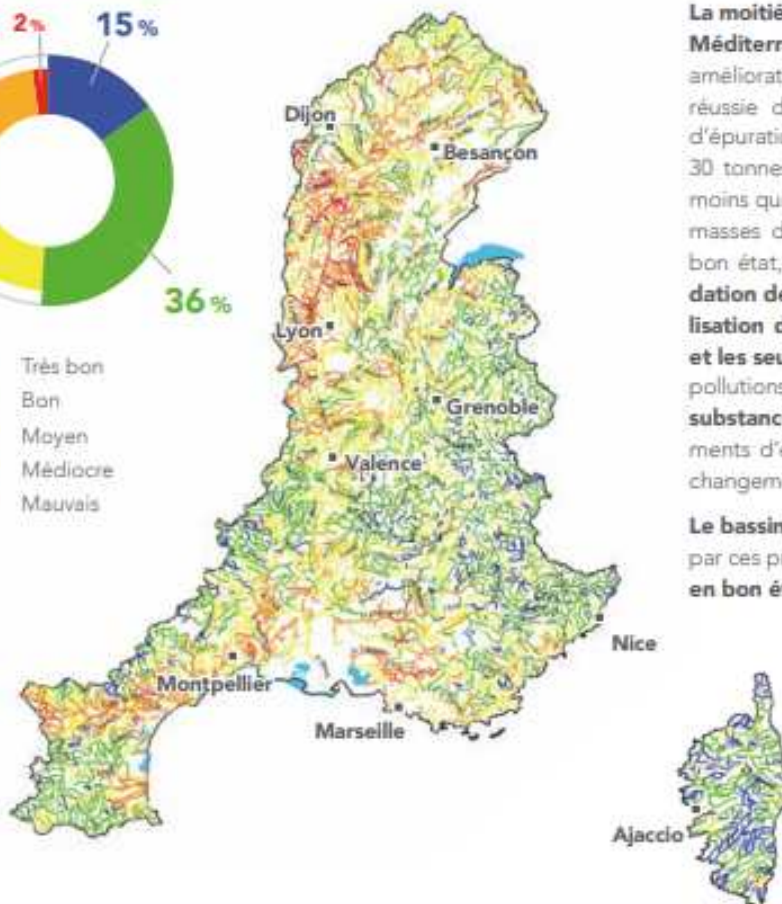 2%
15%
36%
Très bon
Bon
Moyen
Médiocre
Mauvais
Dijon
Besançon
Lyon
Grenoble
Valence
Nice
Montpellier
Marseille
Ajaccio
La moitié
Méditerr
améliorat
réussie d
d'épuratio
30 tonne
moins qu
masses d
bon état,
dation de
lisation d
et les seu
pollutions
substance
ments d'
changem
Le bassin
par ces p
en bon é